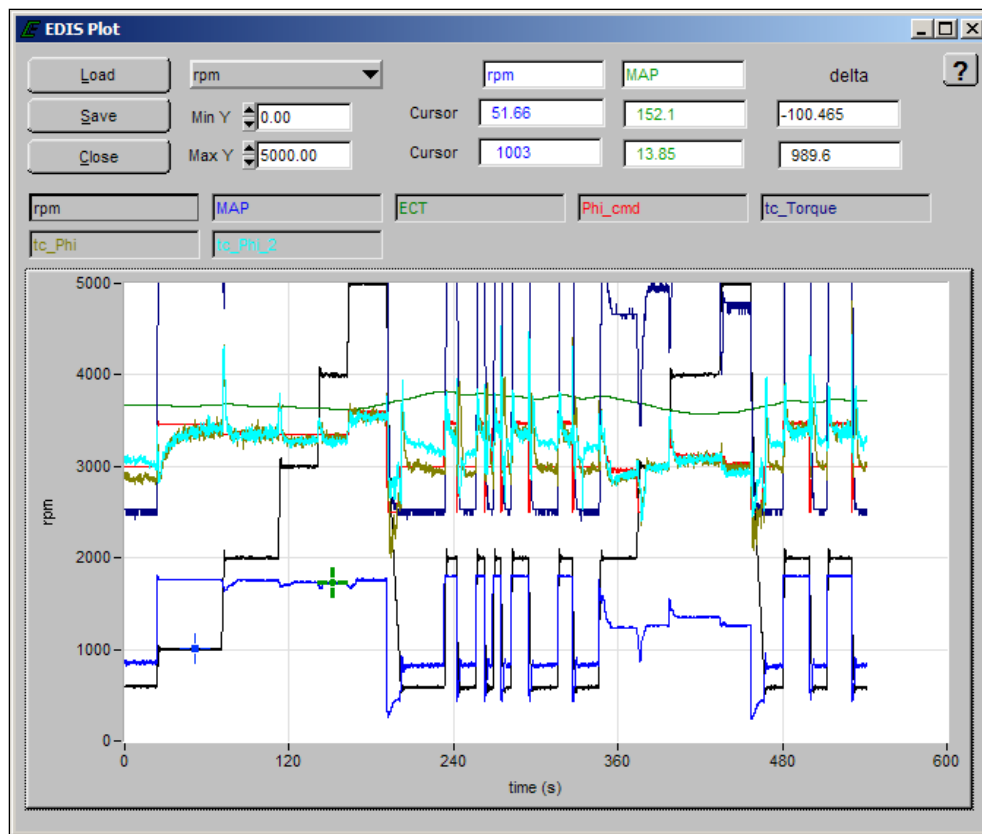 EDIS Plot
Load rpm rpm MAP delta ?
Save Min Y 0.00 Cursor 51.66 152.1 -100.465
Close Max Y 5000.00 Cursor 1003 13.85 989.6
rpm MAP ECT Phi_cmd tc_Torque
tc_Phi tc_Phi_2
5000
4000
3000
2000
1000
0
rpm
0 120 240 360 480 600
time (s)